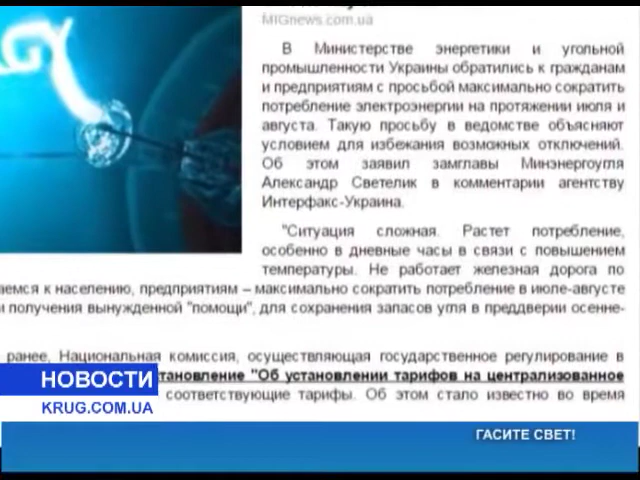 MIGnews.com.ua
В Министерстве энергетики и угольной
промышленности Украины обратились к гражданам
и предприятиям с просьбой максимально сократить
потребление электроэнергии на протяжении июля и
августа. Такую просьбу в ведомстве объясняют
условием для избежания возможных отключений.
Об этом заявил замглавы Минэнергоугля
Александр Светелик в комментарии агентству
Интерфакс-Украина.
"Ситуация сложная. Растет потребление,
особенно в дневные часы в связи с повышением
температуры. Не работает железная дорога по
аемся к населению, предприятиям – максимально сократить потребление в июле-августе
и получения вынужденной "помощи", для сохранения запасов угля в преддверии осенне-
ранее, Национальная комиссия, осуществляющая государственное регулирование в
тановление "Об установлении тарифов на централизованное
соответствующие тарифы. Об этом стало известно во время
НОВОСТИ
KRUG.COM.UA
ГАСИТЕ СВЕТ!